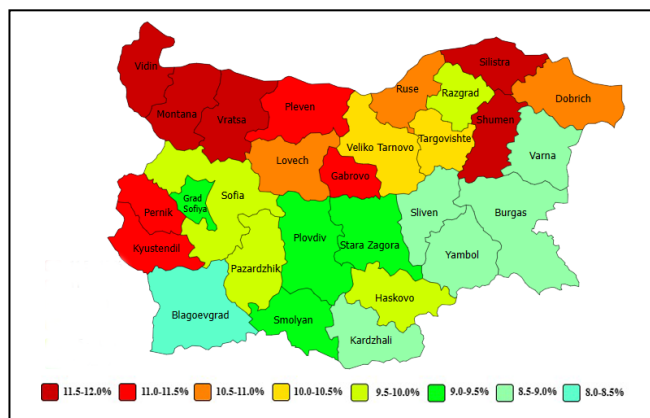 Vidin
Silistra
Ruse
Razgrad
Dobrich
Montana
Pleven
Vratsa
Shumen
Targovishte
Veliko Tarnovo
Varna
Lovech
Gabrovo
Grad
Sofiya
Sofia
Pernik
Sliven
Burgas
Plovdiv
Kyustendil
Stara Zagora
Yambol
Pazardzhik
Haskovo
Blagoevgrad
Smolyan
Kardzhali
11.5-12.0% 11.0-11.5% 10.5-11.0% 10.0-10.5% 9.5-10.0% 9.0-9.5% 8.5-9.0% 8.0-8.5%